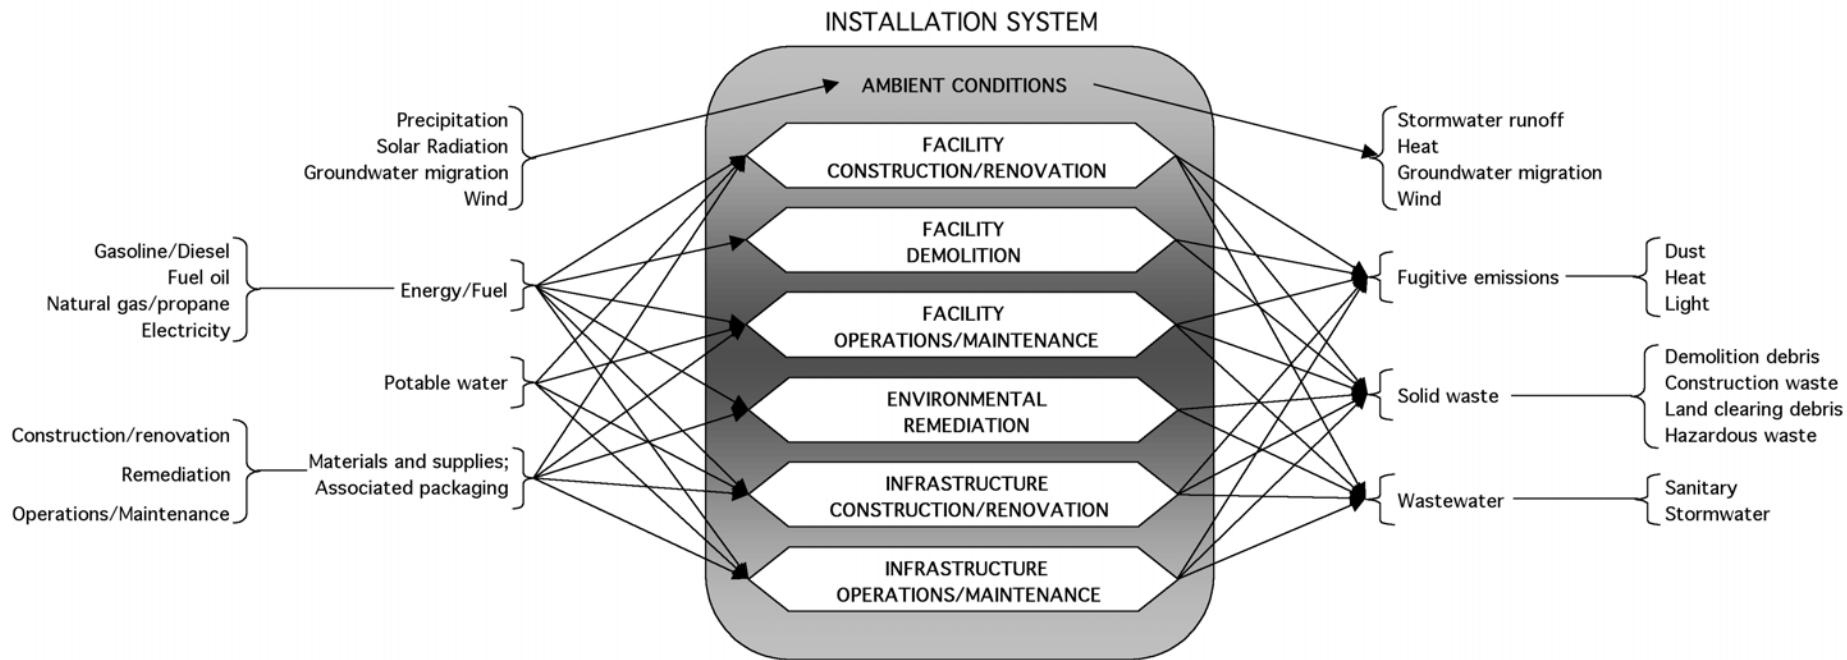 INSTALLATION SYSTEM
AMBIENT CONDITIONS
Precipitation
Solar Radiation
Groundwater migration
Wind
Gasoline/Diesel
Fuel oil
Natural gas/propane
Electricity
Energy/Fuel
Potable water
Construction/renovation
Remediation
Operations/Maintenance
Materials and supplies;
Associated packaging
FACILITY
CONSTRUCTION/RENOVATION
FACILITY
DEMOLITION
FACILITY
OPERATIONS/MAINTENANCE
ENVIRONMENTAL
REMEDIATION
INFRASTRUCTURE
CONSTRUCTION/RENOVATION
INFRASTRUCTURE
OPERATIONS/MAINTENANCE
Stormwater runoff
Heat
Groundwater migration
Wind
Fugitive emissions
Dust
Heat
Light
Solid waste
Demolition debris
Construction waste
Land clearing debris
Hazardous waste
Wastewater
Sanitary
Stormwater